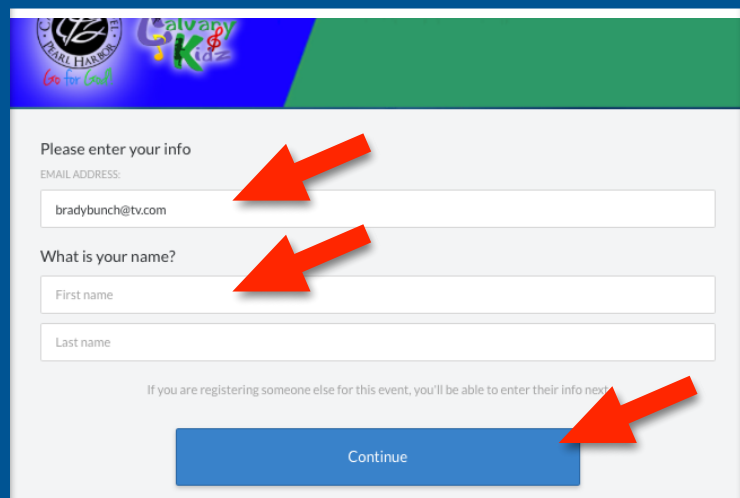 PEARL HARBOR
Go for God!
Calvary
Kidz
Please enter your info
EMAIL ADDRESS:
bradybunch@tv.com
What is your name?
First name
Last name
If you are registering someone else for this event, you'll be able to enter their info next
Continue